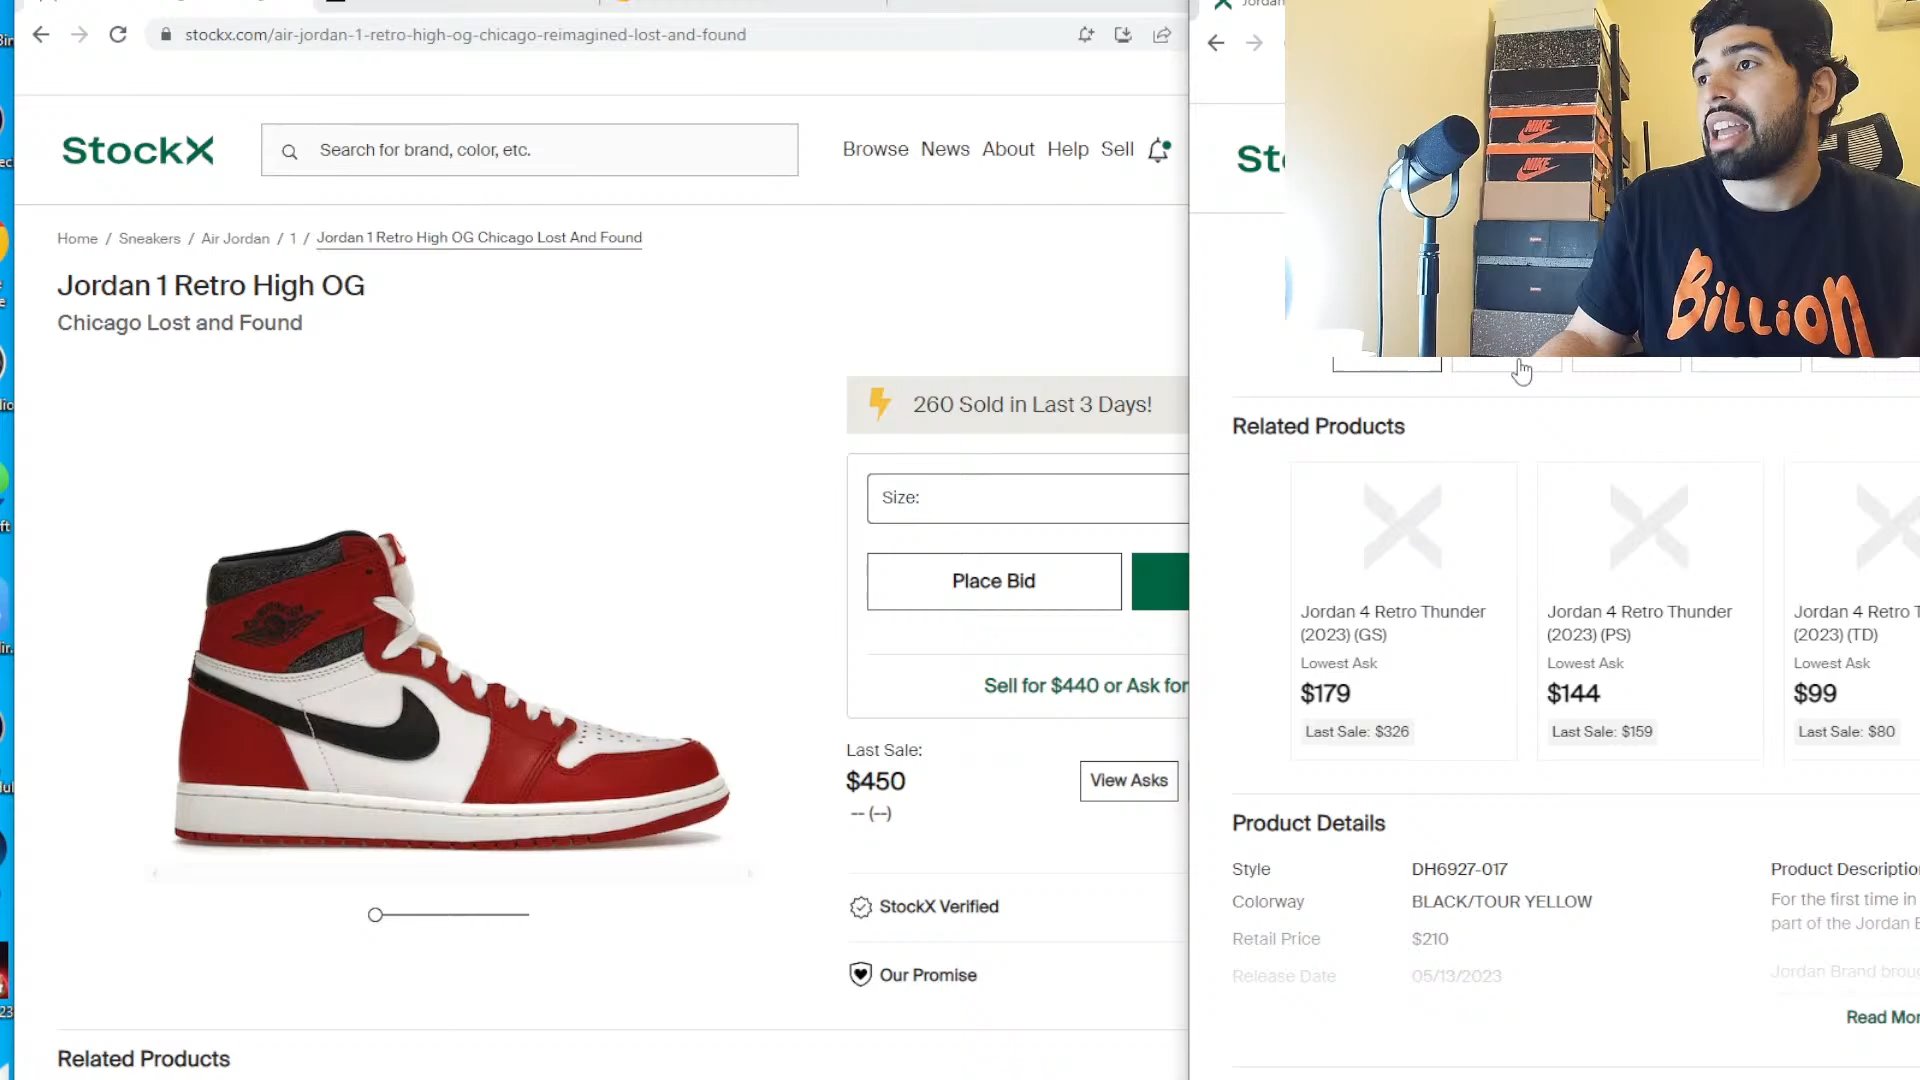 stockx.com/air-jordan-1-retro-high-og-chicago-reimagined-lost-and-found
StockX
Search for brand, color, etc.
Browse News About Help Sell
Home / Sneakers / Air Jordan / 1 / Jordan 1 Retro High OG Chicago Lost And Found
Jordan 1 Retro High OG
Chicago Lost and Found
260 Sold in Last 3 Days!
Size:
Place Bid
Sell for $440 or Ask for
Last Sale:
$450
-- (--)
View Asks
StockX Verified
Our Promise
Related Products
Jordan
St
NIKE
NIKE
BiLLiON
Related Products
Jordan 4 Retro Thunder
(2023) (GS)
Lowest Ask
$179
Last Sale: $326
Jordan 4 Retro Thunder
(2023) (PS)
Lowest Ask
$144
Last Sale: $159
Jordan 4 Retro T
(2023) (TD)
Lowest Ask
$99
Last Sale: $80
Product Details
Style DH6927-017
Colorway BLACK/TOUR YELLOW
Retail Price $210
Release Date 05/13/2023
Product Description
For the first time in
part of the Jordan B
Jordan Brand broug
Read Mor